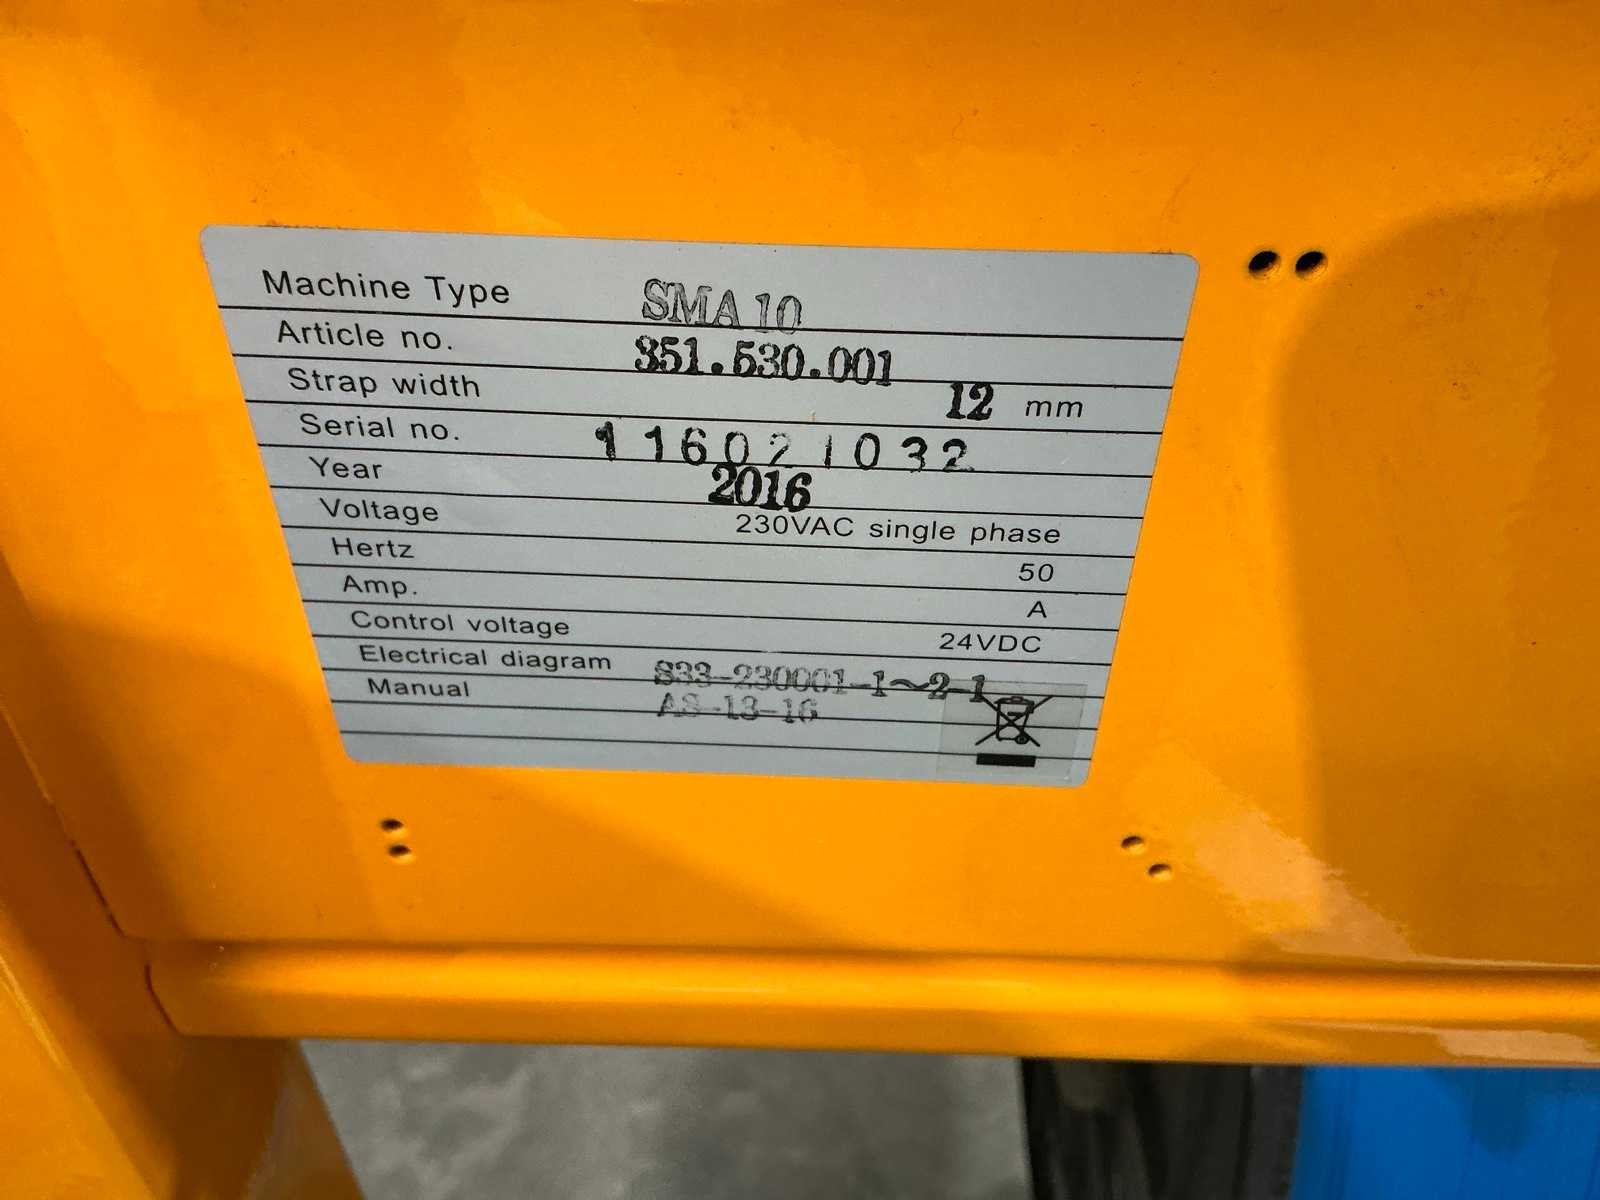 Machine Type SMA 10
Article no. 351.530.001
Strap width 12 mm
Serial no. 116021032
Year 2016
Voltage 230VAC single phase
Hertz 50
Amp. A
Control voltage 24VDC
Electrical diagram S33-230001-1~2-1
Manual AS-13-16